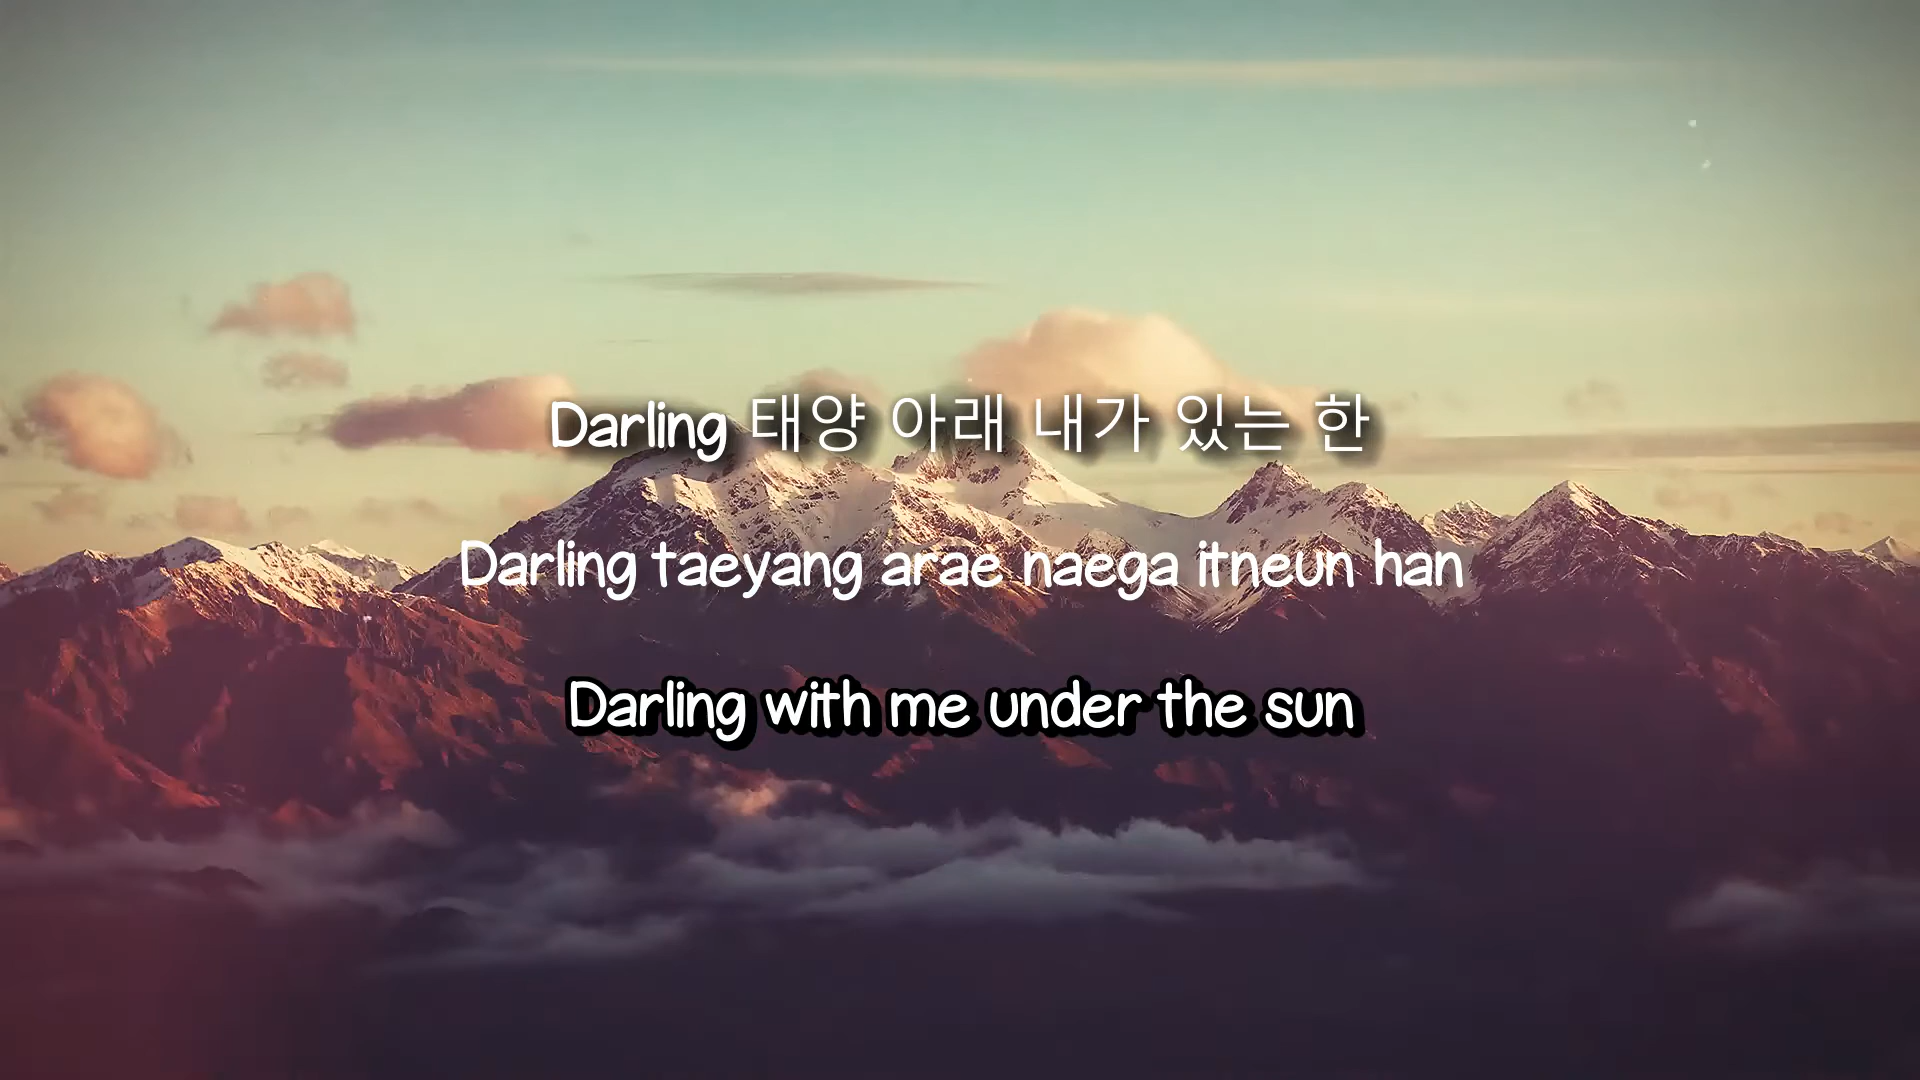 Darling 태양 아래 내가 있는 한
Darling taeyang arae naega itneun han
Darling with me under the sun